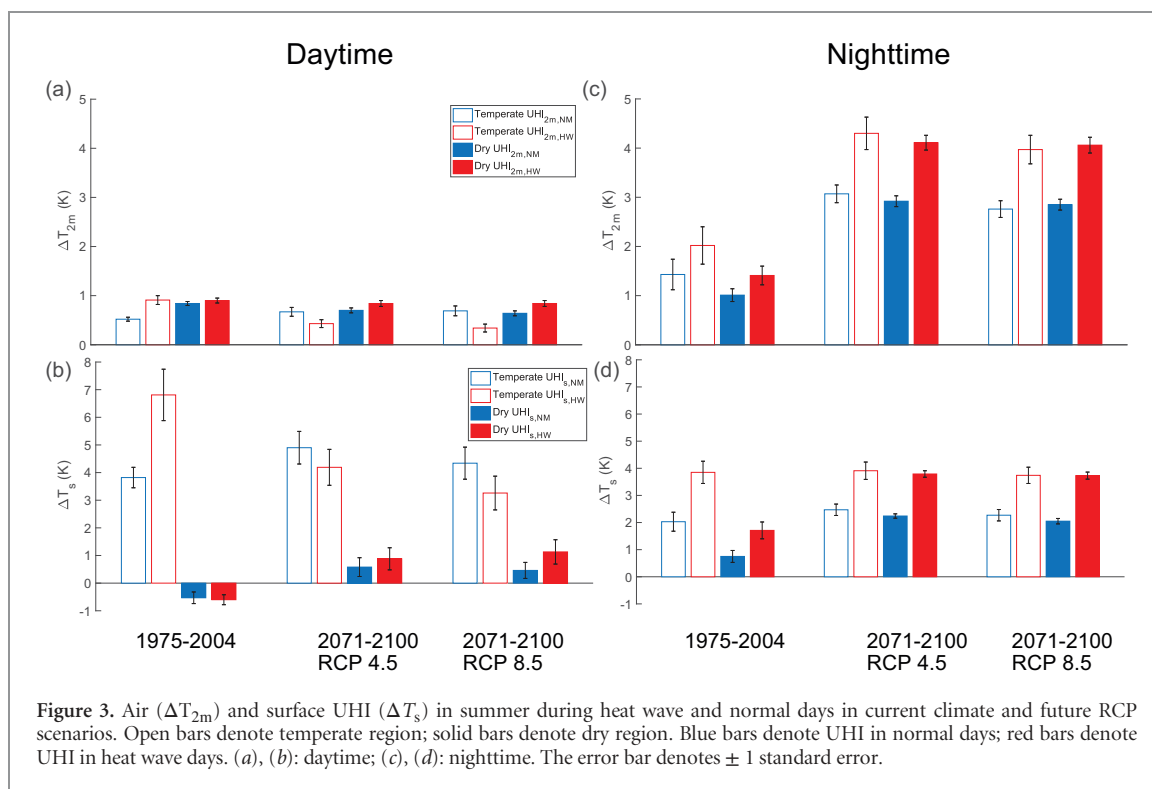 Daytime
Nighttime
(a)
5
4
3
2
1
0
ΔT2m (K)
Temperate UHI2m,NM
Temperate UHI2m,HW
Dry UHI2m,NM
Dry UHI2m,HW
(c)
5
4
3
2
1
0
ΔT2m (K)
(b)
8
7
6
5
4
3
2
1
0
-1
ΔTs (K)
Temperate UHIs,NM
Temperate UHIs,HW
Dry UHIs,NM
Dry UHIs,HW
(d)
8
7
6
5
4
3
2
1
0
-1
ΔTs (K)
1975-2004
2071-2100
RCP 4.5
2071-2100
RCP 8.5
1975-2004
2071-2100
RCP 4.5
2071-2100
RCP 8.5
Figure 3. Air (ΔT2m) and surface UHI (ΔTs) in summer during heat wave and normal days in current climate and future RCP
scenarios. Open bars denote temperate region; solid bars denote dry region. Blue bars denote UHI in normal days; red bars denote
UHI in heat wave days. (a), (b): daytime; (c), (d): nighttime. The error bar denotes ± 1 standard error.